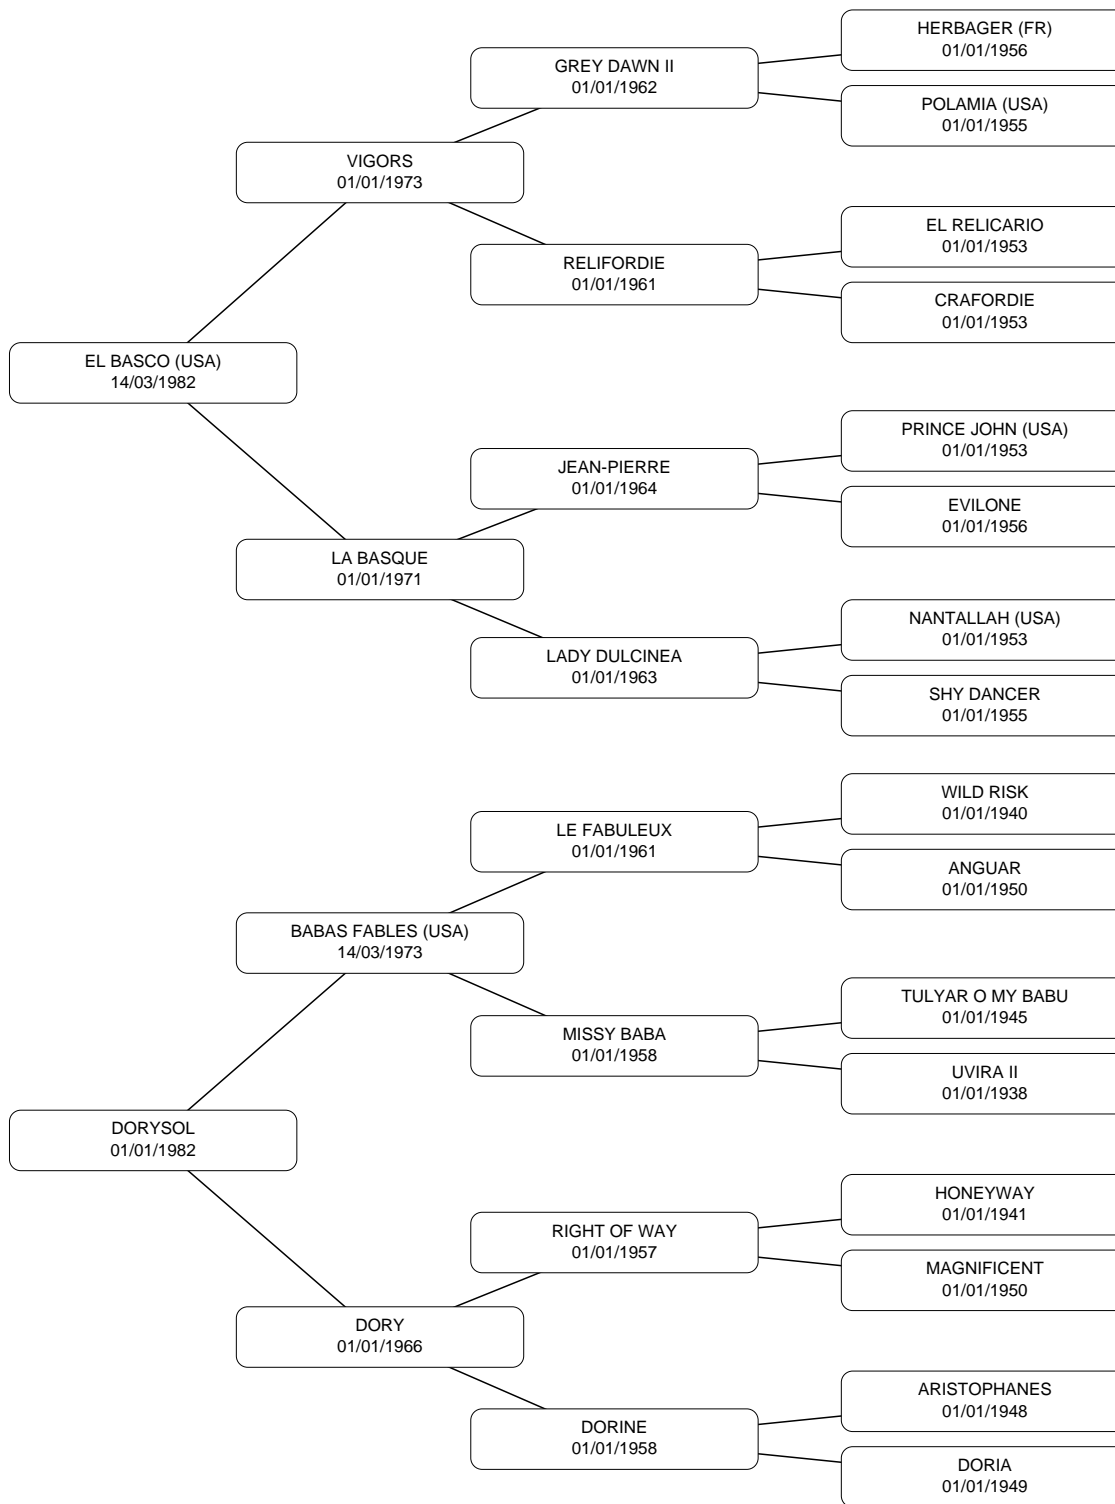 HERBAGER (FR)
01/01/1956
GREY DAWN II
01/01/1962
POLAMIA (USA)
01/01/1955
VIGORS
01/01/1973
EL RELICARIO
01/01/1953
RELIFORDIE
01/01/1961
CRAFORDIE
01/01/1953
EL BASCO (USA)
14/03/1982
PRINCE JOHN (USA)
01/01/1953
JEAN-PIERRE
01/01/1964
EVILONE
01/01/1956
LA BASQUE
01/01/1971
NANTALLAH (USA)
01/01/1953
LADY DULCINEA
01/01/1963
SHY DANCER
01/01/1955
WILD RISK
01/01/1940
LE FABULEUX
01/01/1961
ANGUAR
01/01/1950
BABAS FABLES (USA)
14/03/1973
TULYAR O MY BABU
01/01/1945
MISSY BABA
01/01/1958
UVIRA II
01/01/1938
DORYSOL
01/01/1982
HONEYWAY
01/01/1941
RIGHT OF WAY
01/01/1957
MAGNIFICENT
01/01/1950
DORY
01/01/1966
ARISTOPHANES
01/01/1948
DORINE
01/01/1958
DORIA
01/01/1949